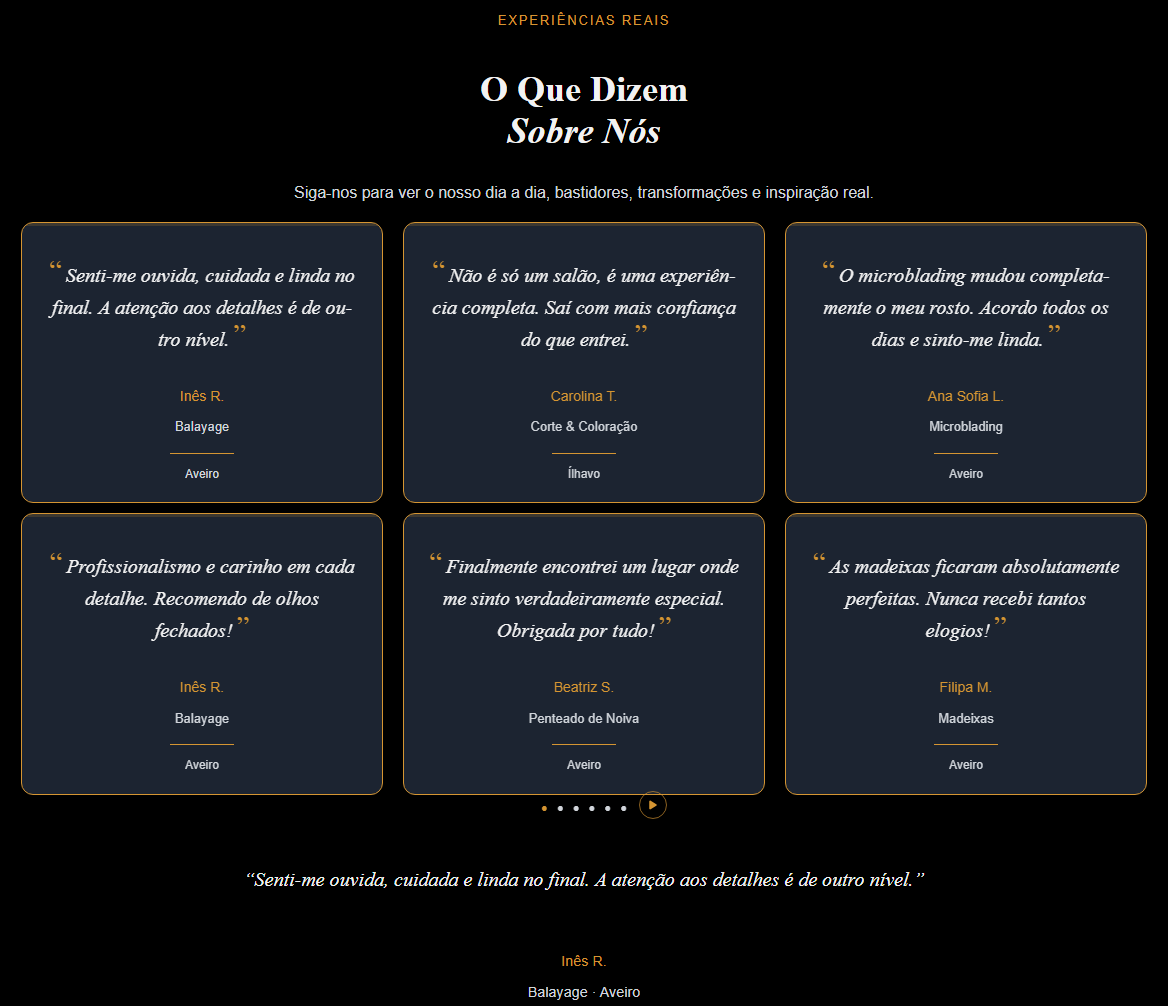 EXPERIÊNCIAS REAIS
O Que Dizem
Sobre Nós
Siga-nos para ver o nosso dia a dia, bastidores, transformações e inspiração real.
“ Senti-me ouvida, cuidada e linda no
final. A atenção aos detalhes é de ou-
tro nível. ”
Inês R.
Balayage
Aveiro
“ Não é só um salão, é uma experiên-
cia completa. Saí com mais confiança
do que entrei. ”
Carolina T.
Corte & Coloração
Ílhavo
“ O microblading mudou completa-
mente o meu rosto. Acordo todos os
dias e sinto-me linda. ”
Ana Sofia L.
Microblading
Aveiro
“ Profissionalismo e carinho em cada
detalhe. Recomendo de olhos
fechados! ”
Inês R.
Balayage
Aveiro
“ Finalmente encontrei um lugar onde
me sinto verdadeiramente especial.
Obrigada por tudo! ”
Beatriz S.
Penteado de Noiva
Aveiro
“ As madeixas ficaram absolutamente
perfeitas. Nunca recebi tantos
elogios! ”
Filipa M.
Madeixas
Aveiro
“Senti-me ouvida, cuidada e linda no final. A atenção aos detalhes é de outro nível.”
Inês R.
Balayage · Aveiro